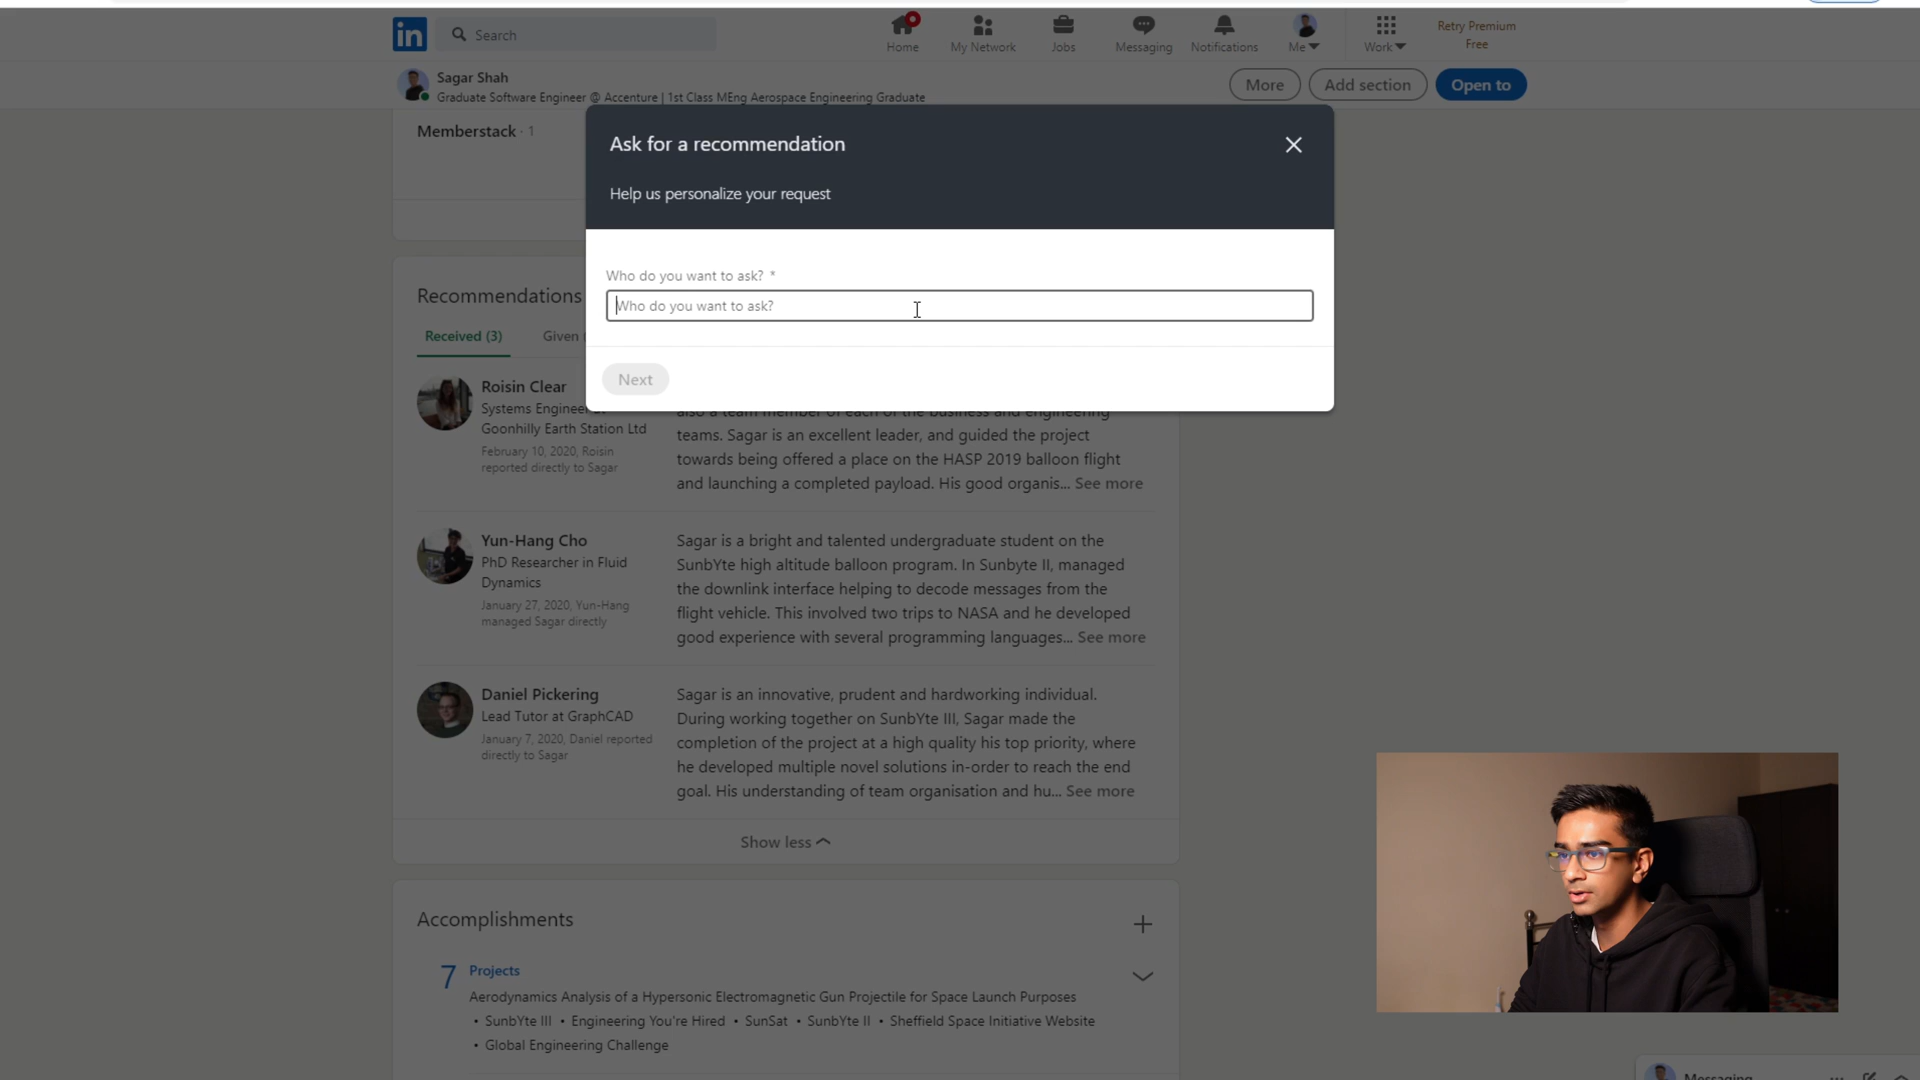 in
Search
Home
My Network
Jobs
Messaging
Notifications
Me
Work
Retry Premium
Free
Sagar Shah
Graduate Software Engineer @ Accenture | 1st Class MEng Aerospace Engineering Graduate
More
Add section
Open to
Memberstack · 1
Ask for a recommendation
Help us personalize your request
Who do you want to ask? *
Who do you want to ask?
Next
Recommendations
Received (3)
Given
Roisin Clear
Systems Engineer
Goonhilly Earth Station Ltd
February 10, 2020, Roisin
reported directly to Sagar
also a team member of each of the business and engineering
teams. Sagar is an excellent leader, and guided the project
towards being offered a place on the HASP 2019 balloon flight
and launching a completed payload. His good organis... See more
Yun-Hang Cho
PhD Researcher in Fluid
Dynamics
January 27, 2020, Yun-Hang
managed Sagar directly
Sagar is a bright and talented undergraduate student on the
SunbYte high altitude balloon program. In Sunbyte II, managed
the downlink interface helping to decode messages from the
flight vehicle. This involved two trips to NASA and he developed
good experience with several programming languages... See more
Daniel Pickering
Lead Tutor at GraphCAD
January 7, 2020, Daniel reported
directly to Sagar
Sagar is an innovative, prudent and hardworking individual.
During working together on SunbYte III, Sagar made the
completion of the project at a high quality his top priority, where
he developed multiple novel solutions in-order to reach the end
goal. His understanding of team organisation and hu... See more
Show less
Accomplishments
7
Projects
Aerodynamics Analysis of a Hypersonic Electromagnetic Gun Projectile for Space Launch Purposes
• SunbYte III • Engineering You're Hired • SunSat • SunbYte II • Sheffield Space Initiative Website
• Global Engineering Challenge
Messaging